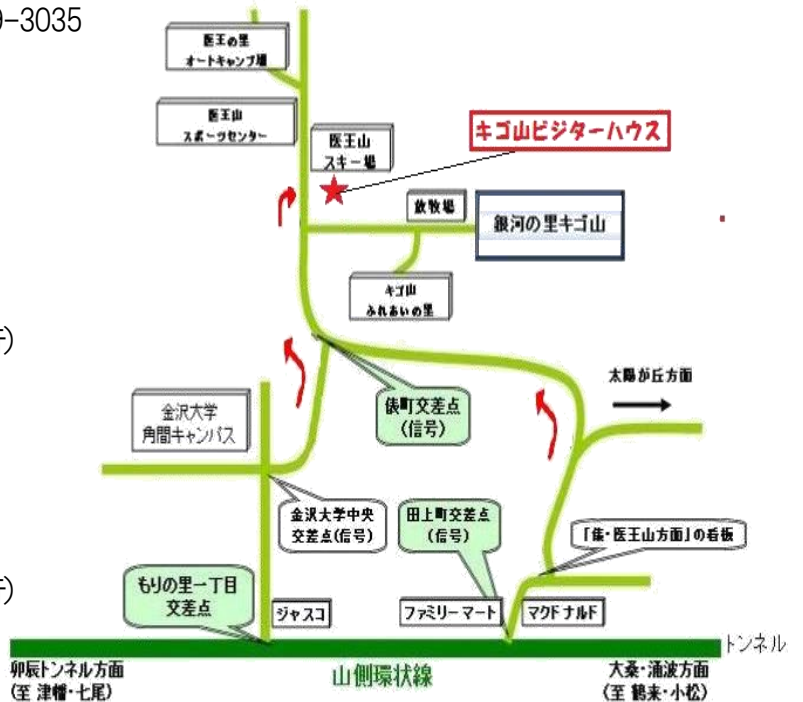 9-3035
医王の里
オートキャンプ場
医王山
スポーツセンター
医王山
スキー場
キゴ山ビジターハウス
放牧場
銀河の里キゴ山
キゴ山
ふれあいの里
俵町交差点
(信号)
太陽が丘方面
金沢大学
角間キャンパス
金沢大学中央
交差点(信号)
田上町交差点
(信号)
「俵・医王山方面」の看板
もりの里一丁目
交差点
ジャスコ
ファミリーマート
マクドナルド
トンネル
卯辰トンネル方面
(至 津幡・七尾)
山側環状線
大桑・涌波方面
(至 鶴来・小松)